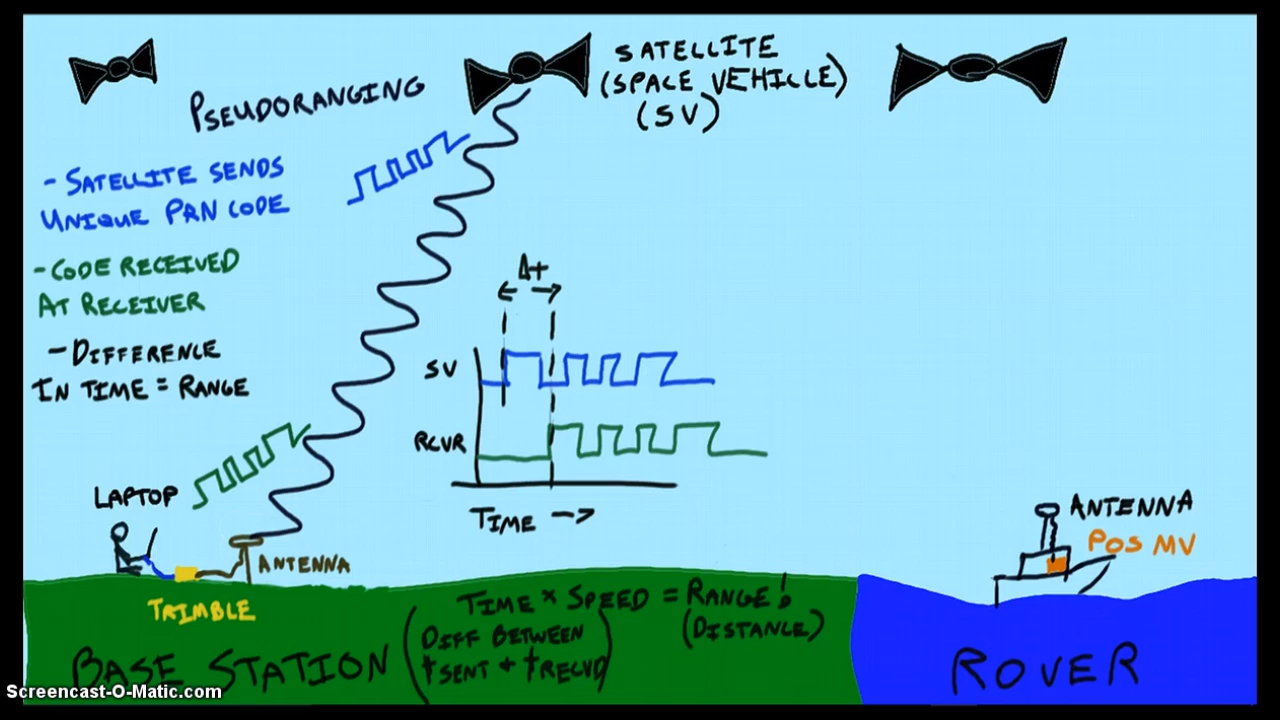 PSEUDORANGING
- SATELLITE SENDS
UNIQUE PRN CODE
- CODE RECEIVED
AT RECEIVER
- DIFFERENCE
IN TIME = RANGE
SATELLITE
(SPACE VEHICLE)
(SV)
Δt
SV
RCVR
TIME →
LAPTOP
ANTENNA
TRIMBLE
ANTENNA
POS MV
TIME × SPEED = RANGE!
(DIFF BETWEEN
t SENT + t RECVD)
(DISTANCE)
BASE STATION
ROVER
Screencast-O-Matic.com